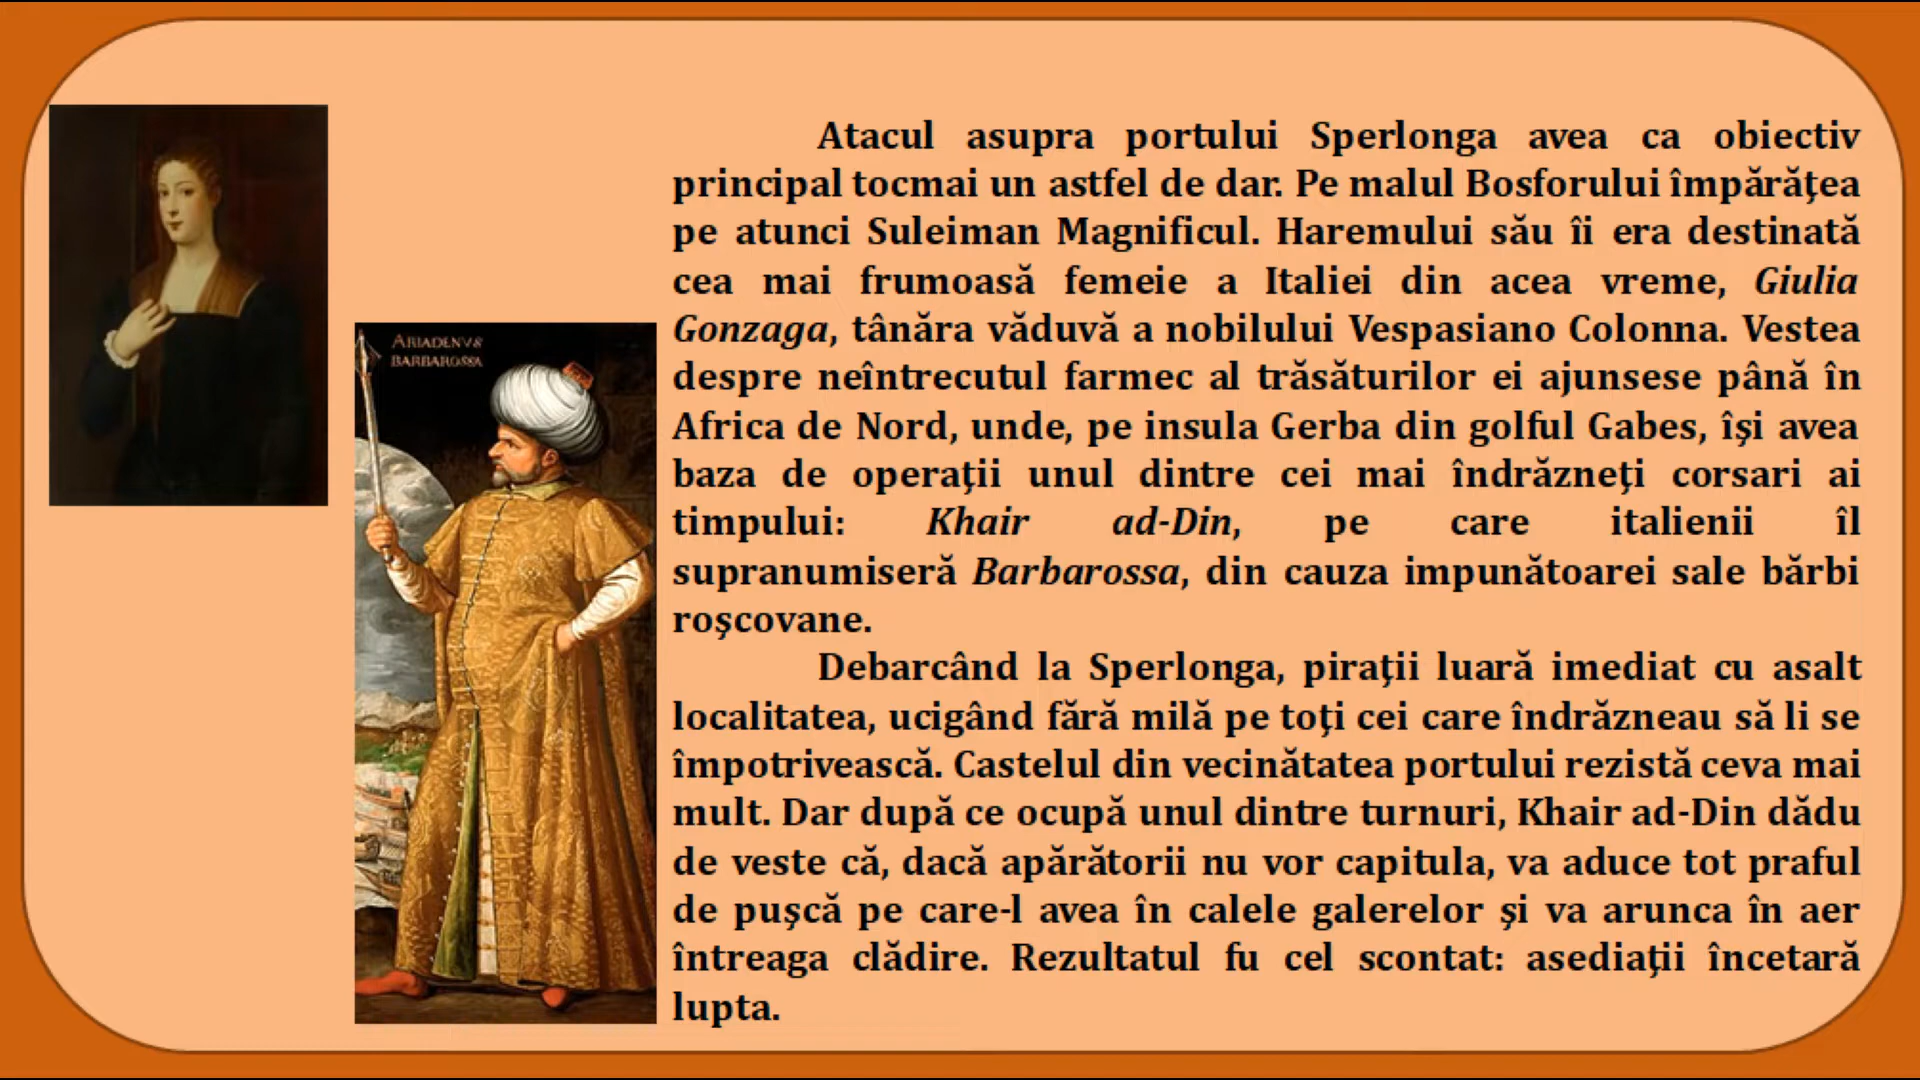 ARIADENVS
BARBAROSSA
Atacul asupra portului Sperlonga avea ca obiectiv
principal tocmai un astfel de dar. Pe malul Bosforului împărăţea
pe atunci Suleiman Magnificul. Haremului său îi era destinată
cea mai frumoasă femeie a Italiei din acea vreme, Giulia
Gonzaga, tânăra văduvă a nobilului Vespasiano Colonna. Vestea
despre neîntrecutul farmec al trăsăturilor ei ajunsese până în
Africa de Nord, unde, pe insula Gerba din golful Gabes, îşi avea
baza de operaţii unul dintre cei mai îndrăzneţi corsari ai
timpului: Khair ad-Din, pe care italienii îl
supranumiseră Barbarossa, din cauza impunătoarei sale bărbi
roşcovane.
Debarcând la Sperlonga, piraţii luară imediat cu asalt
localitatea, ucigând fără milă pe toţi cei care îndrăzneau să li se
împotrivească. Castelul din vecinătatea portului rezistă ceva mai
mult. Dar după ce ocupă unul dintre turnuri, Khair ad-Din dădu
de veste că, dacă apărătorii nu vor capitula, va aduce tot praful
de puşcă pe care-l avea în calele galerelor şi va arunca în aer
întreaga clădire. Rezultatul fu cel scontat: asediaţii încetară
lupta.